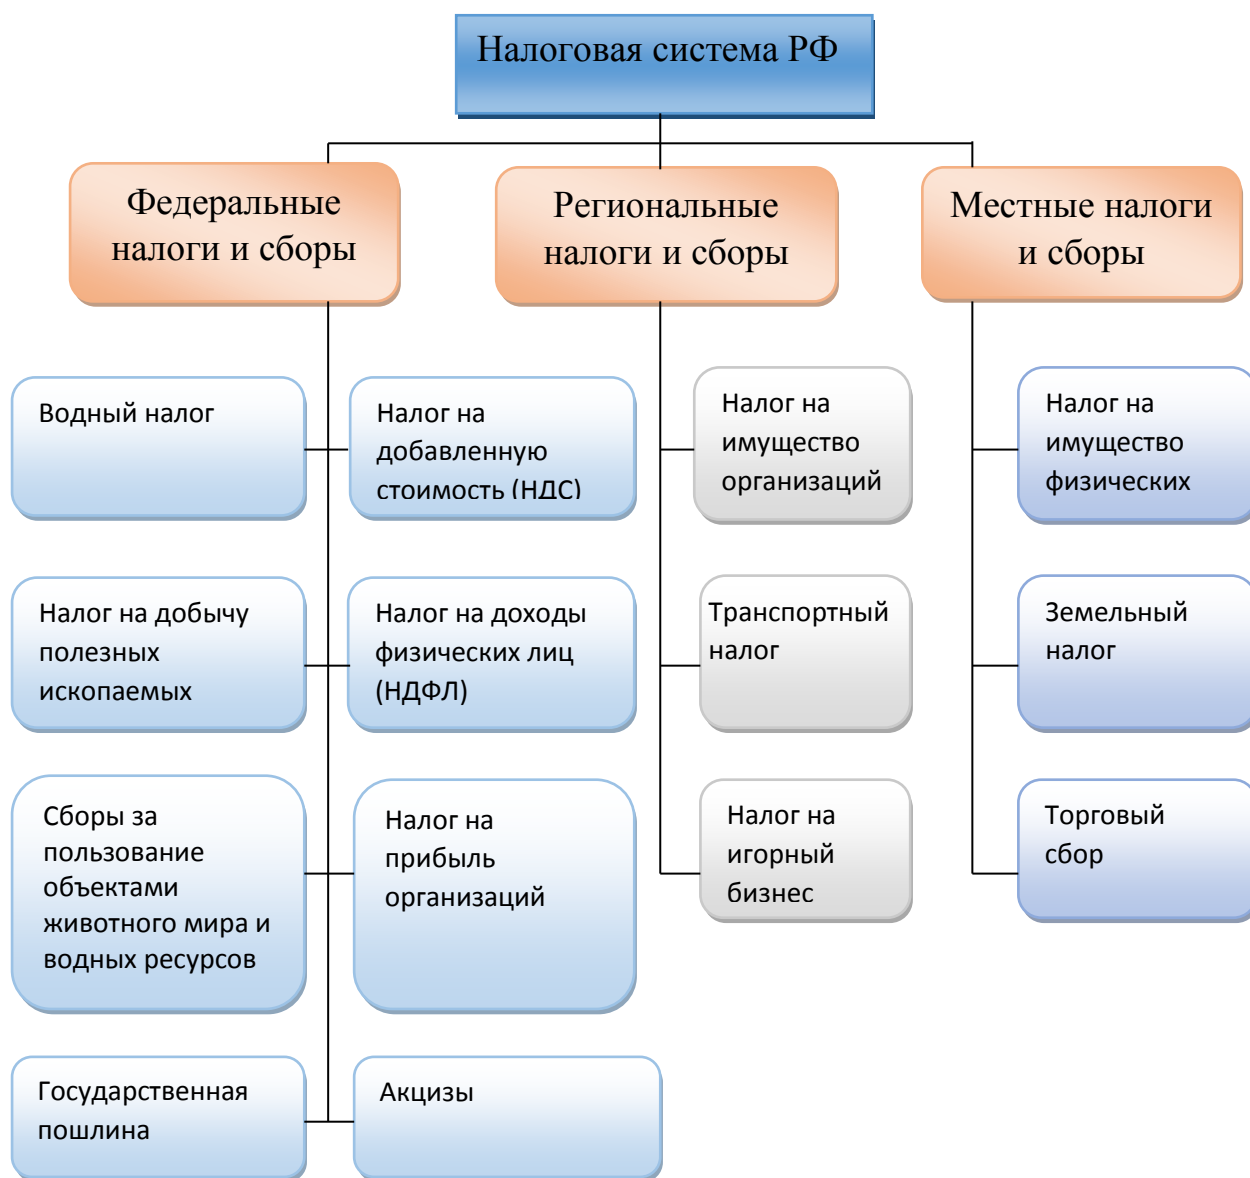 Налоговая система РФ
Федеральные
налоги и сборы
Региональные
налоги и сборы
Местные налоги
и сборы
Водный налог
Налог на
добавленную
стоимость (НДС)
Налог на
имущество
организаций
Налог на
имущество
физических
Налог на добычу
полезных
ископаемых
Налог на доходы
физических лиц
(НДФЛ)
Транспортный
налог
Земельный
налог
Сборы за
пользование
объектами
животного мира и
водных ресурсов
Налог на
прибыль
организаций
Налог на
игорный
бизнес
Торговый
сбор
Государственная
пошлина
Акцизы